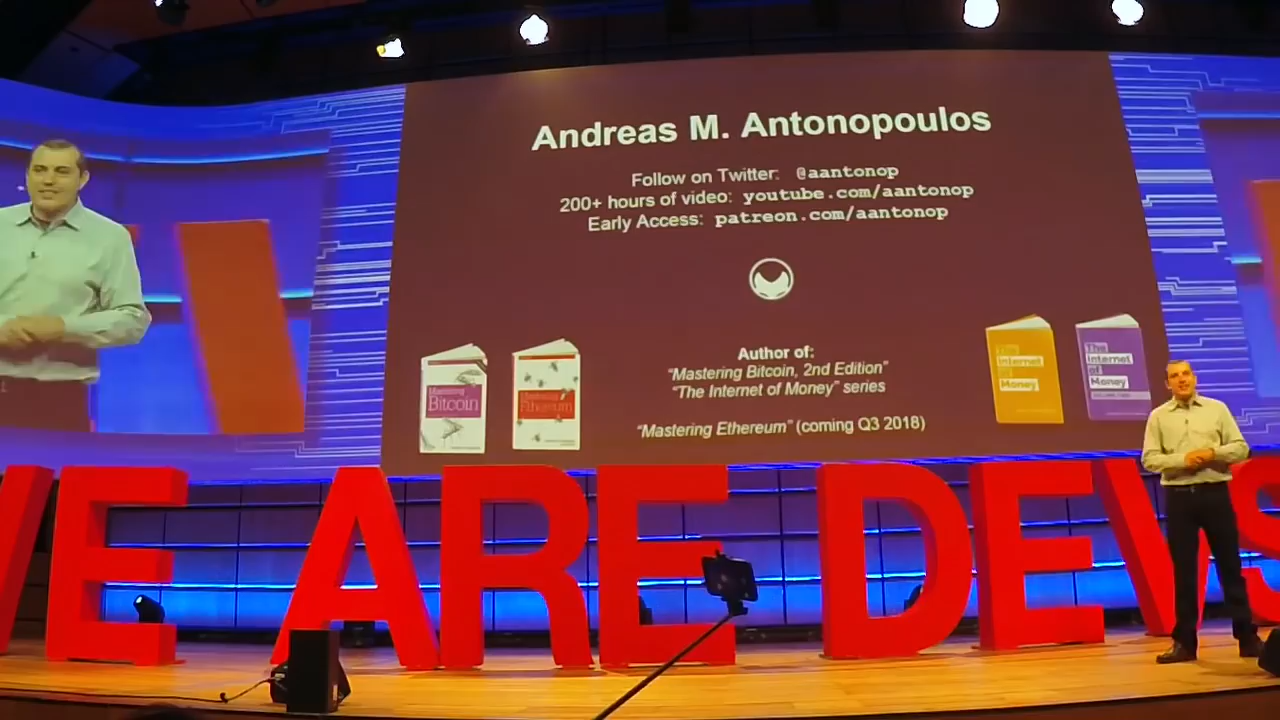 Andreas M. Antonopoulos
Follow on Twitter: @aantonop
200+ hours of video: youtube.com/aantonop
Early Access: patreon.com/aantonop
Author of:
"Mastering Bitcoin, 2nd Edition"
"The Internet of Money" series
"Mastering Ethereum" (coming Q3 2018)
Mastering
Bitcoin
Mastering
Ethereum
The
Internet
of
Money
The
Internet
of
Money
WE ARE DEVS